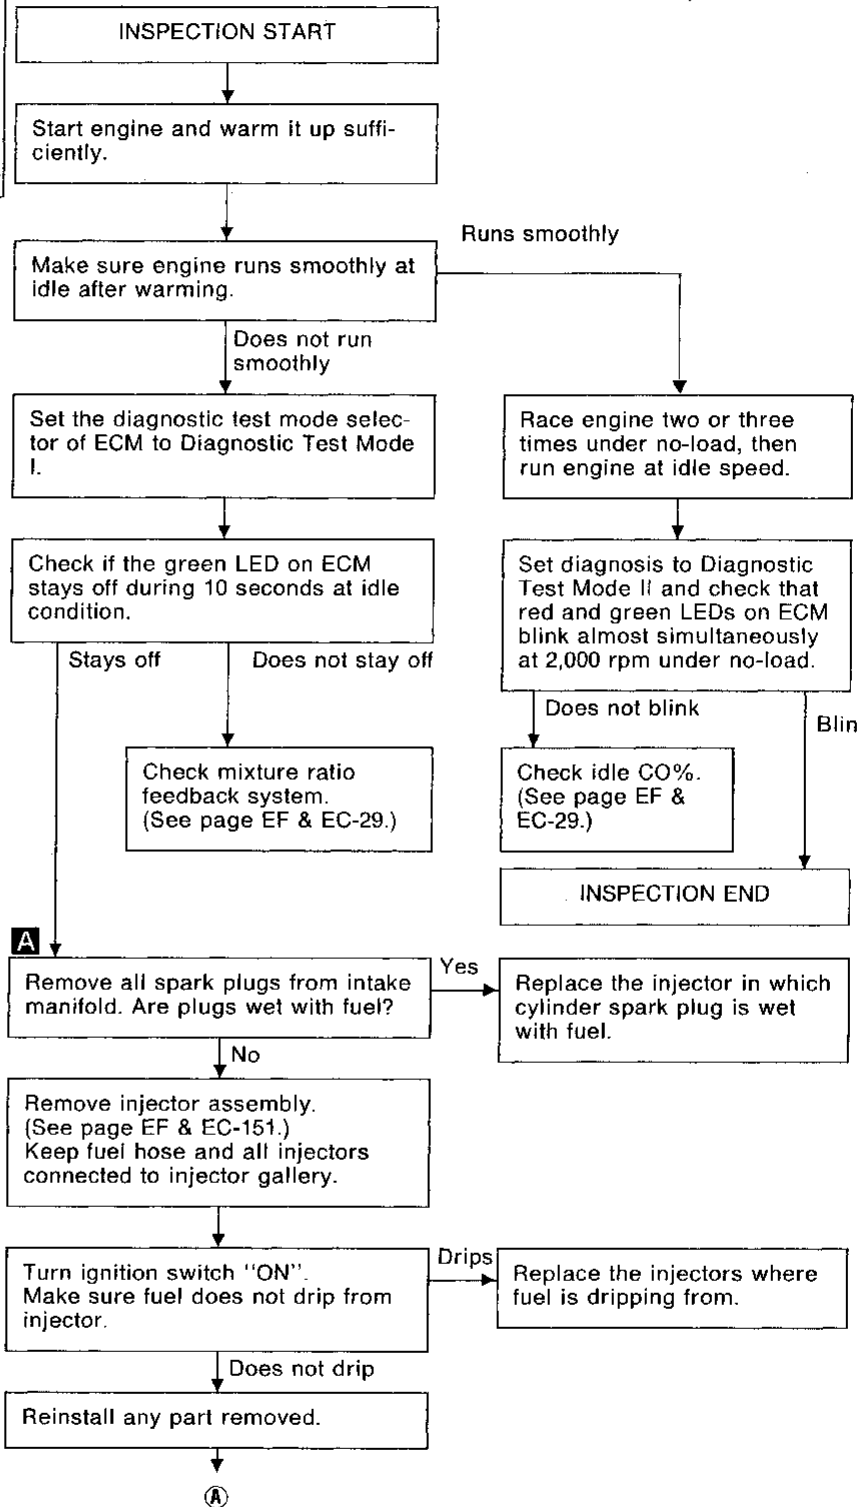 INSPECTION START
Start engine and warm it up suffi-
ciently.
Make sure engine runs smoothly at
idle after warming.
Runs smoothly
Does not run
smoothly
Set the diagnostic test mode selec-
tor of ECM to Diagnostic Test Mode
I.
Race engine two or three
times under no-load, then
run engine at idle speed.
Check if the green LED on ECM
stays off during 10 seconds at idle
condition.
Set diagnosis to Diagnostic
Test Mode II and check that
red and green LEDs on ECM
blink almost simultaneously
at 2,000 rpm under no-load.
Stays off
Does not stay off
Does not blink
Blin
Check mixture ratio
feedback system.
(See page EF & EC-29.)
Check idle CO%.
(See page EF &
EC-29.)
INSPECTION END
A
Remove all spark plugs from intake
manifold. Are plugs wet with fuel?
Yes
Replace the injector in which
cylinder spark plug is wet
with fuel.
No
Remove injector assembly.
(See page EF & EC-151.)
Keep fuel hose and all injectors
connected to injector gallery.
Turn ignition switch "ON".
Make sure fuel does not drip from
injector.
Drips
Replace the injectors where
fuel is dripping from.
Does not drip
Reinstall any part removed.
Ⓐ